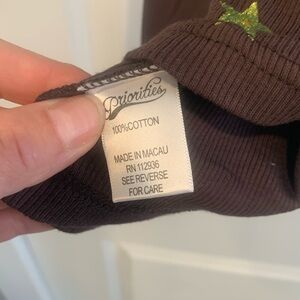 Priorities
100% COTTON
MADE IN MACAU
RN 112936
SEE REVERSE
FOR CARE